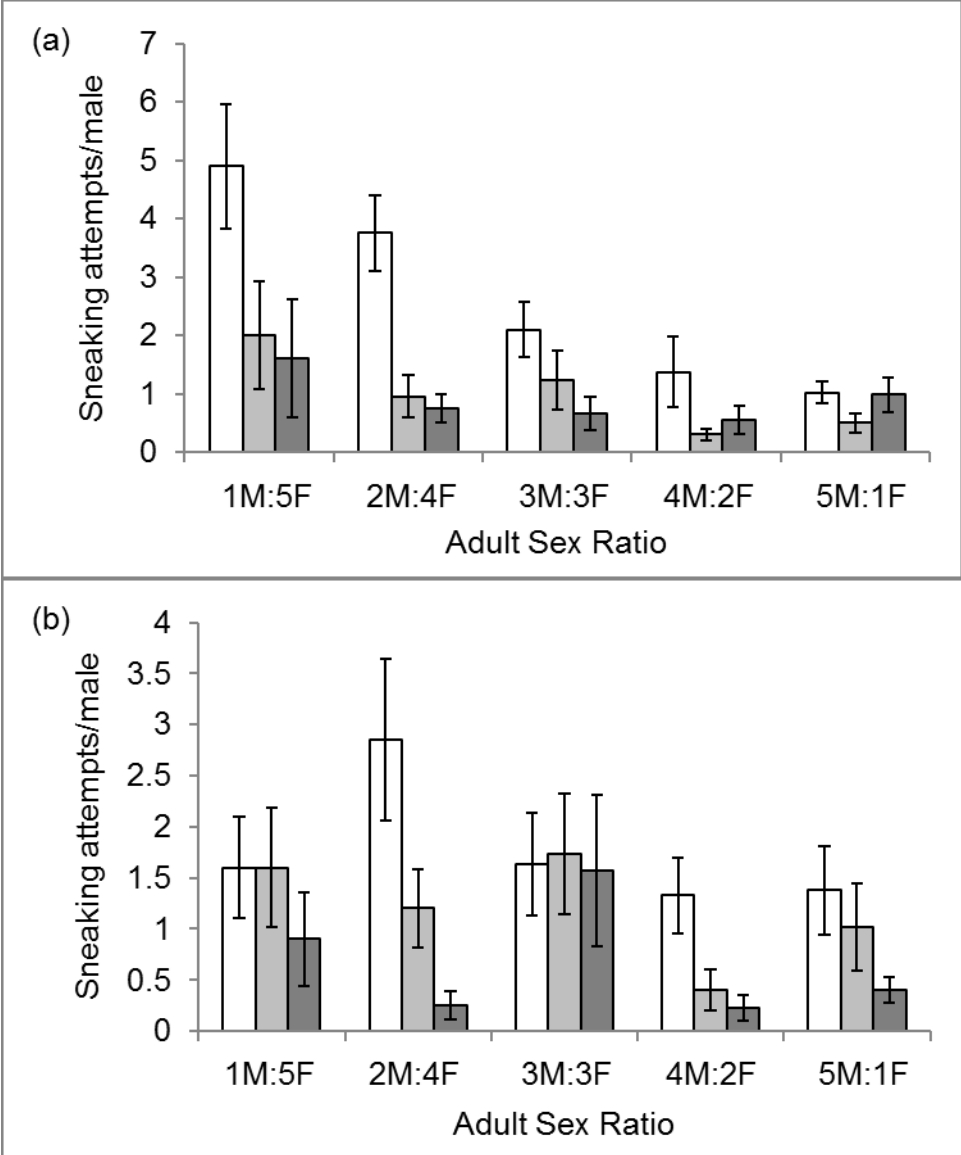 (a)
Sneaking attempts/male
7
6
5
4
3
2
1
0
1M:5F 2M:4F 3M:3F 4M:2F 5M:1F
Adult Sex Ratio
(b)
Sneaking attempts/male
4
3.5
3
2.5
2
1.5
1
0.5
0
1M:5F 2M:4F 3M:3F 4M:2F 5M:1F
Adult Sex Ratio